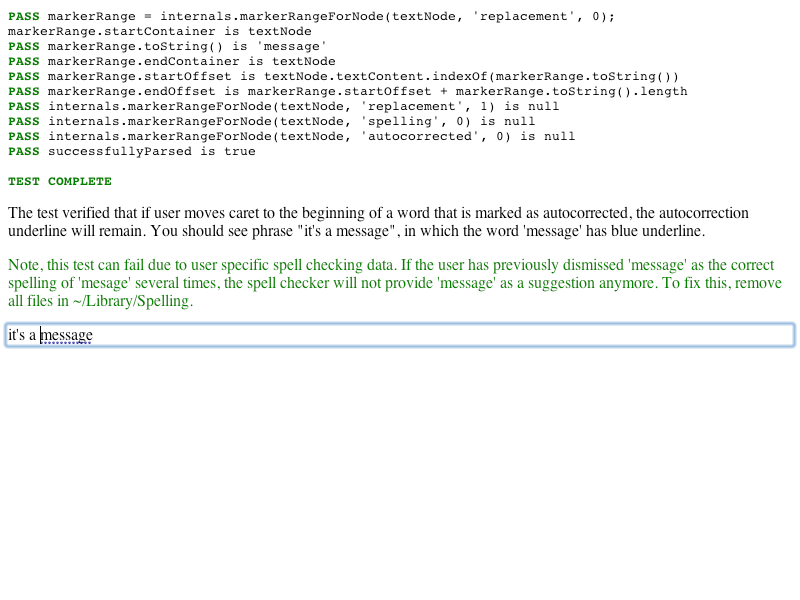 PASS markerRange = internals.markerRangeForNode(textNode, 'replacement', 0);
markerRange.startContainer is textNode
PASS markerRange.toString() is 'message'
PASS markerRange.endContainer is textNode
PASS markerRange.startOffset is textNode.textContent.indexOf(markerRange.toString())
PASS markerRange.endOffset is markerRange.startOffset + markerRange.toString().length
PASS internals.markerRangeForNode(textNode, 'replacement', 1) is null
PASS internals.markerRangeForNode(textNode, 'spelling', 0) is null
PASS internals.markerRangeForNode(textNode, 'autocorrected', 0) is null
PASS successfullyParsed is true
TEST COMPLETE
The test verified that if user moves caret to the beginning of a word that is marked as autocorrected, the autocorrection
underline will remain. You should see phrase "it's a message", in which the word 'message' has blue underline.
Note, this test can fail due to user specific spell checking data. If the user has previously dismissed 'message' as the correct
spelling of 'mesage' several times, the spell checker will not provide 'message' as a suggestion anymore. To fix this, remove
all files in ~/Library/Spelling.
it's a message